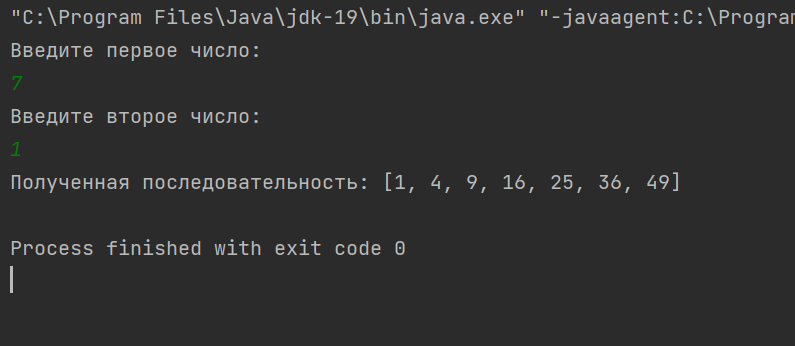 "C:\Program Files\Java\jdk-19\bin\java.exe" "-javaagent:C:\Program
Введите первое число:
7
Введите второе число:
1
Полученная последовательность: [1, 4, 9, 16, 25, 36, 49]
Process finished with exit code 0